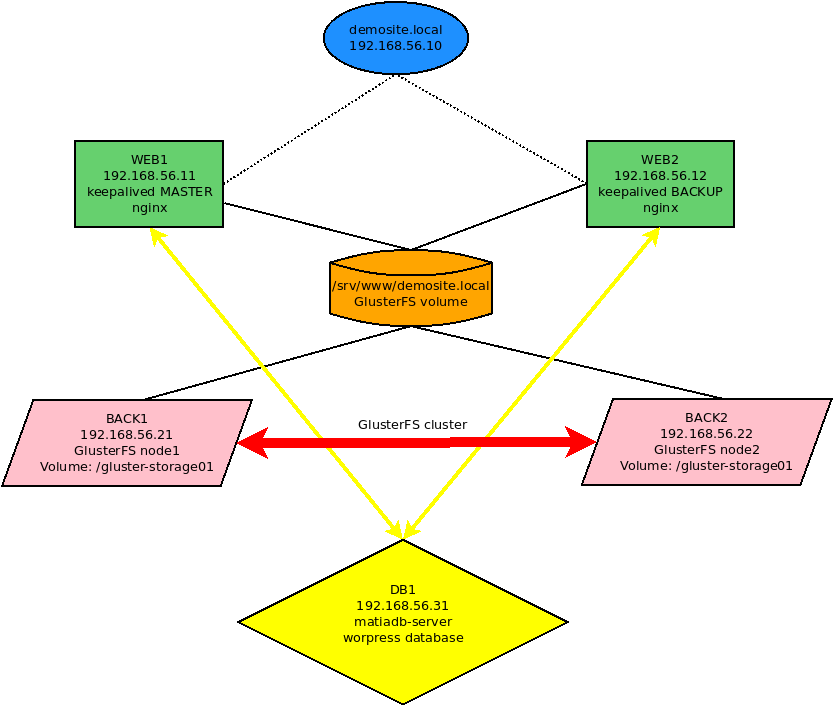 demosite.local
192.168.56.10
WEB1
192.168.56.11
keepalived MASTER
nginx
WEB2
192.168.56.12
keepalived BACKUP
nginx
/srv/www/demosite.local
GlusterFS volume
BACK1
192.168.56.21
GlusterFS node1
Volume: /gluster-storage01
GlusterFS cluster
BACK2
192.168.56.22
GlusterFS node2
Volume: /gluster-storage01
DB1
192.168.56.31
matiadb-server
worpress database